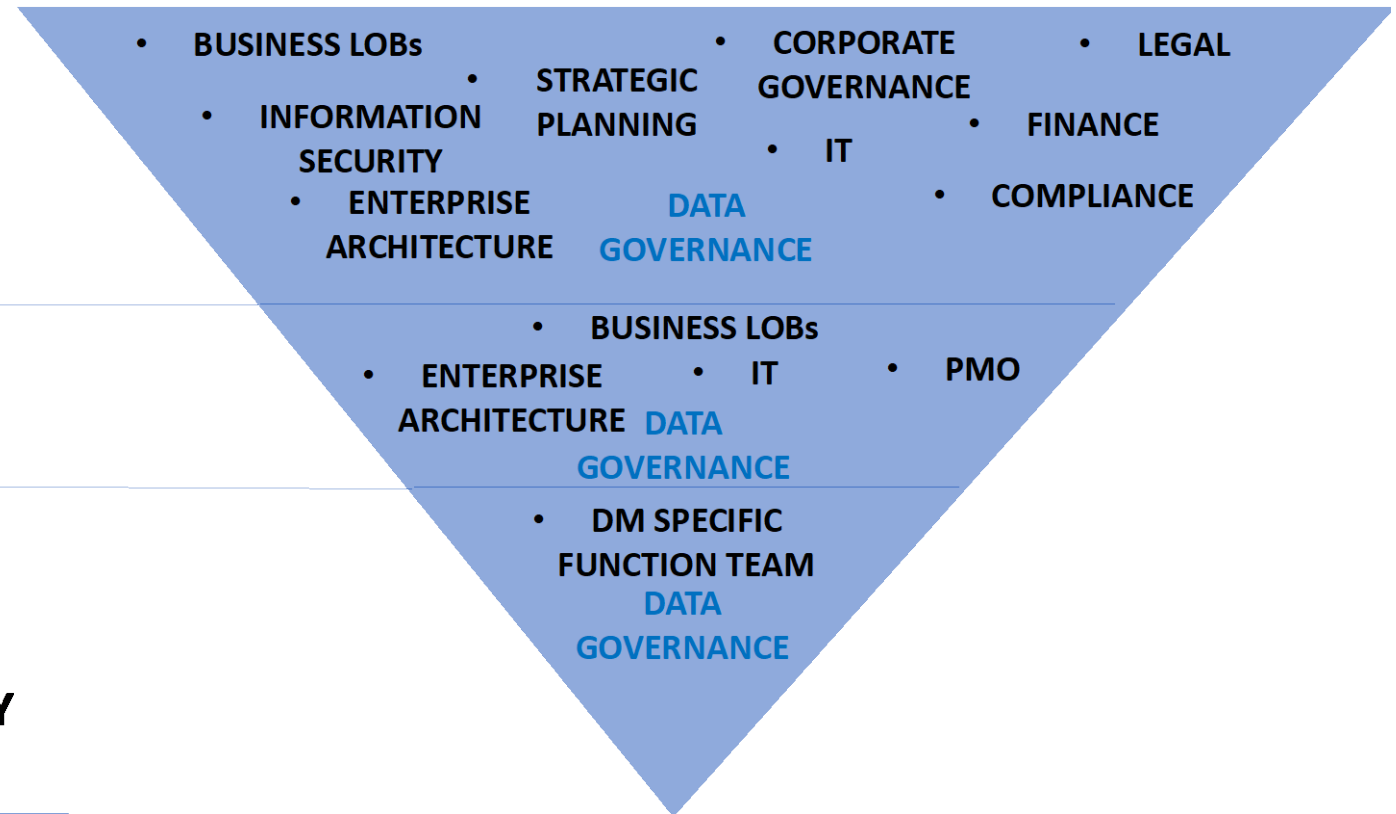 • BUSINESS LOBs
• CORPORATE
GOVERNANCE
• LEGAL
• STRATEGIC
PLANNING
• INFORMATION
SECURITY
• FINANCE
• IT
• ENTERPRISE
ARCHITECTURE
• COMPLIANCE
DATA
GOVERNANCE
• BUSINESS LOBs
• ENTERPRISE
ARCHITECTURE
• IT
• PMO
DATA
GOVERNANCE
• DM SPECIFIC
FUNCTION TEAM
DATA
GOVERNANCE
Y